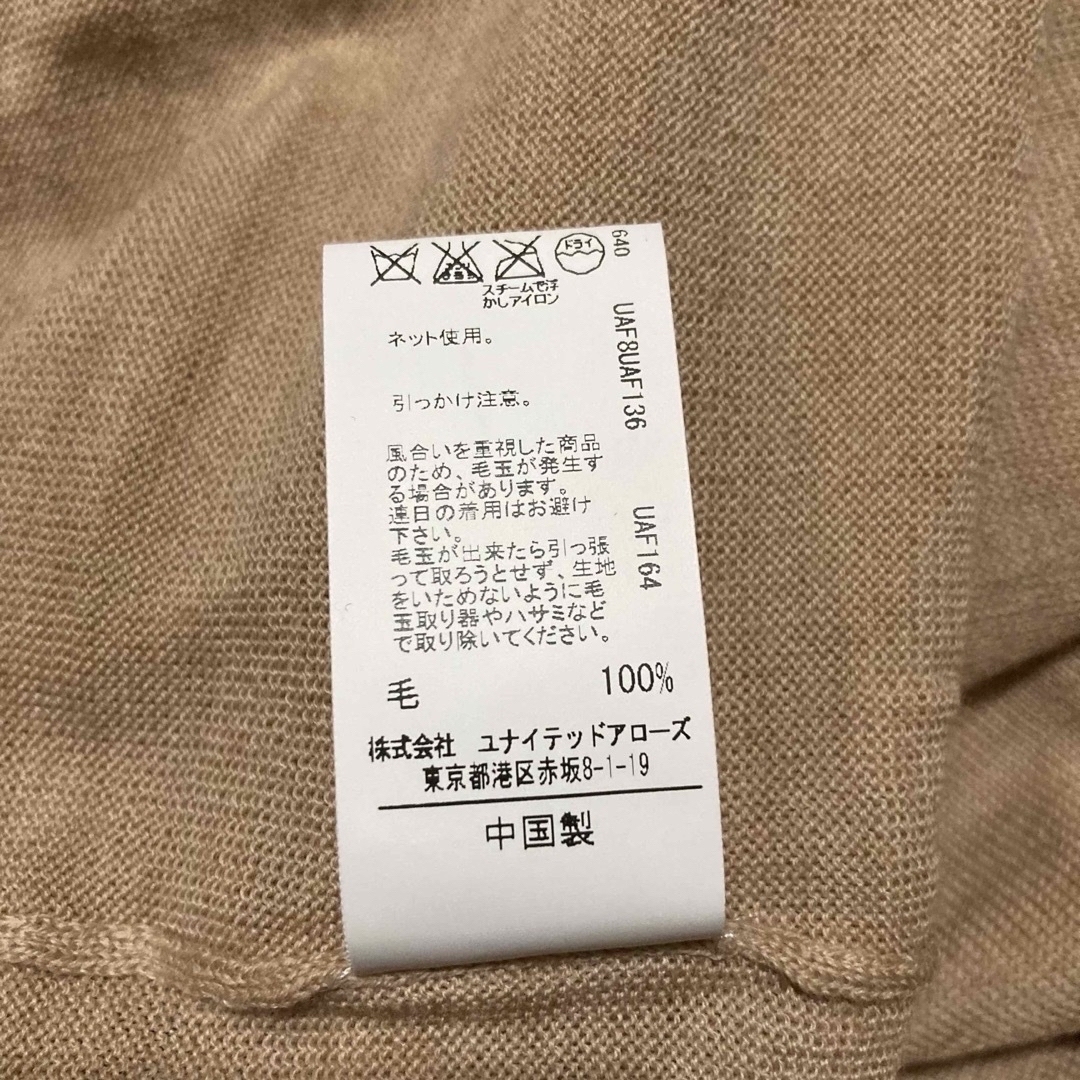 ドライ
スチームで浮
かしアイロン
ネット使用。
引っかけ注意。
風合いを重視した商品
のため、毛玉が発生す
る場合があります。
連日の着用はお避け
下さい。
毛玉が出来たら引っ張
って取ろうとせず、生地
をいためないように毛
玉取り器やハサミなど
で取り除いてください。
毛 100%
株式会社 ユナイテッドアローズ
東京都港区赤坂8-1-19
中国製
640
UAF8UAF136
UAF164